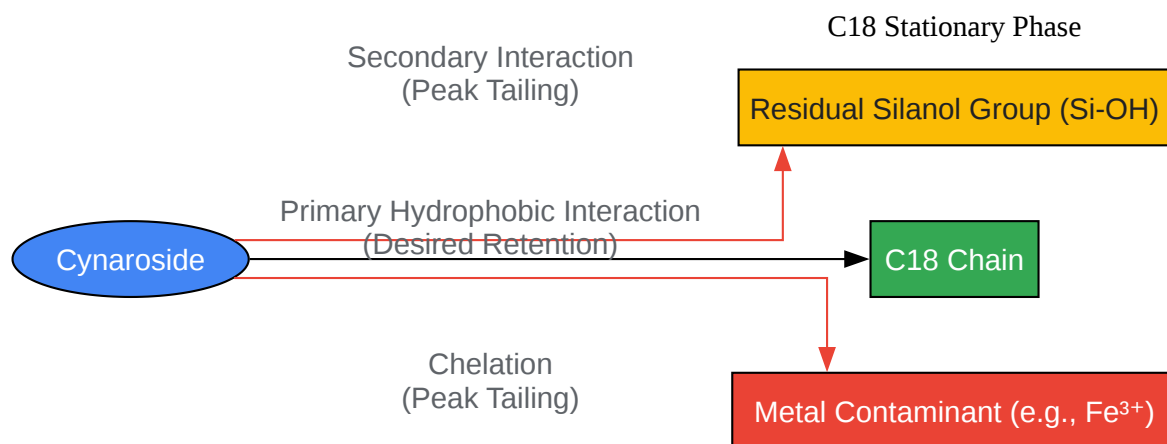 C18 Stationary Phase
Secondary Interaction
(Peak Tailing)
Residual Silanol Group (Si-OH)
Primary Hydrophobic Interaction
(Desired Retention)
Cynaroside
C18 Chain
Chelation
(Peak Tailing)
Metal Contaminant (e.g., Fe³⁺)